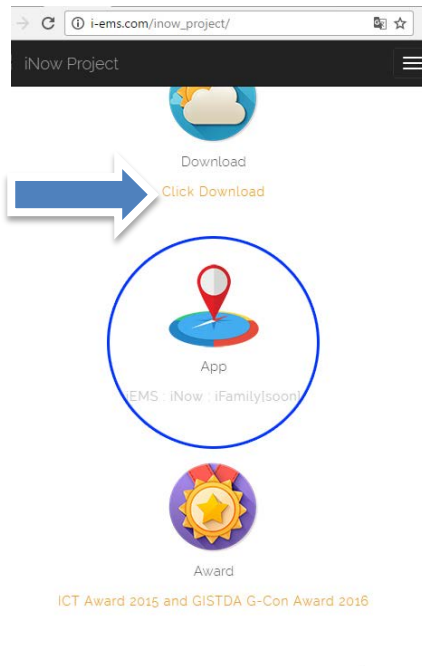 i-ems.com/inow_project/
iNow Project
Download
Click Download
App
iEMS : iNow : iFamily[soon]
Award
ICT Award 2015 and GISTDA G-Con Award 2016